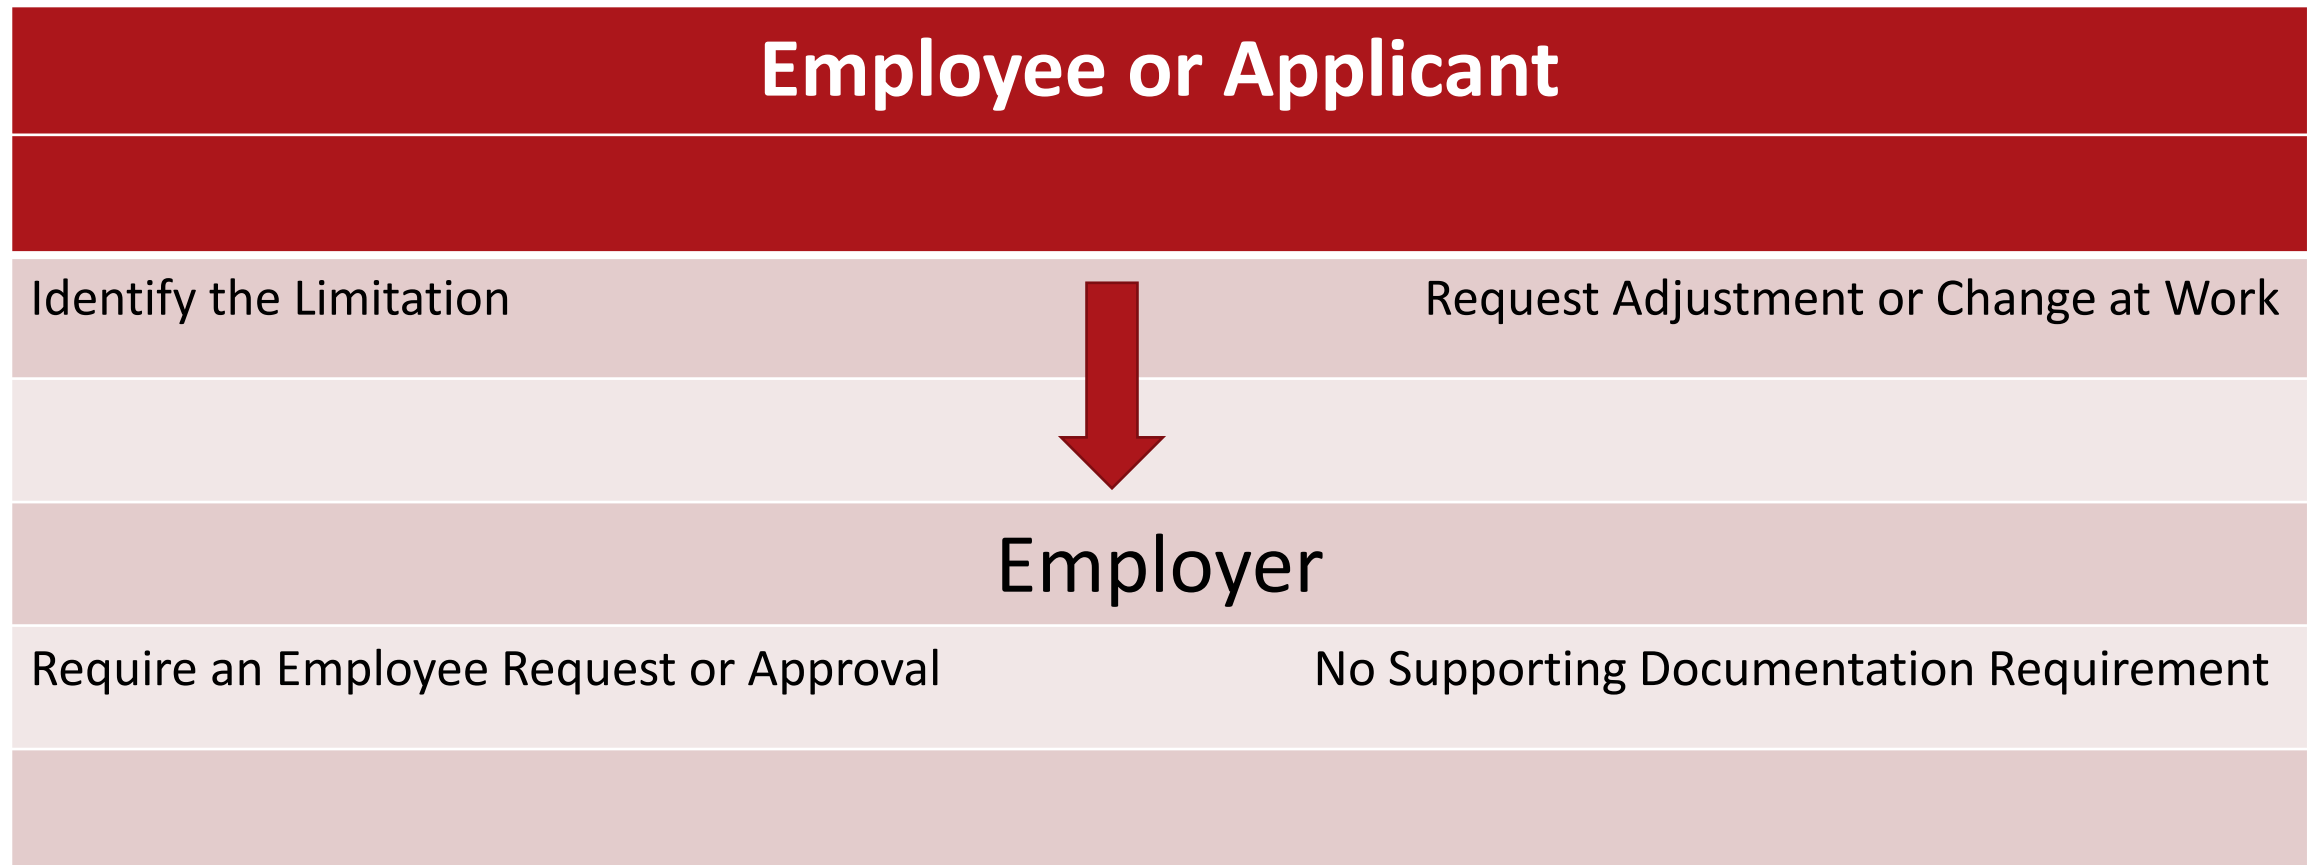 Employee or Applicant
Identify the Limitation
Request Adjustment or Change at Work
Employer
Require an Employee Request or Approval
No Supporting Documentation Requirement